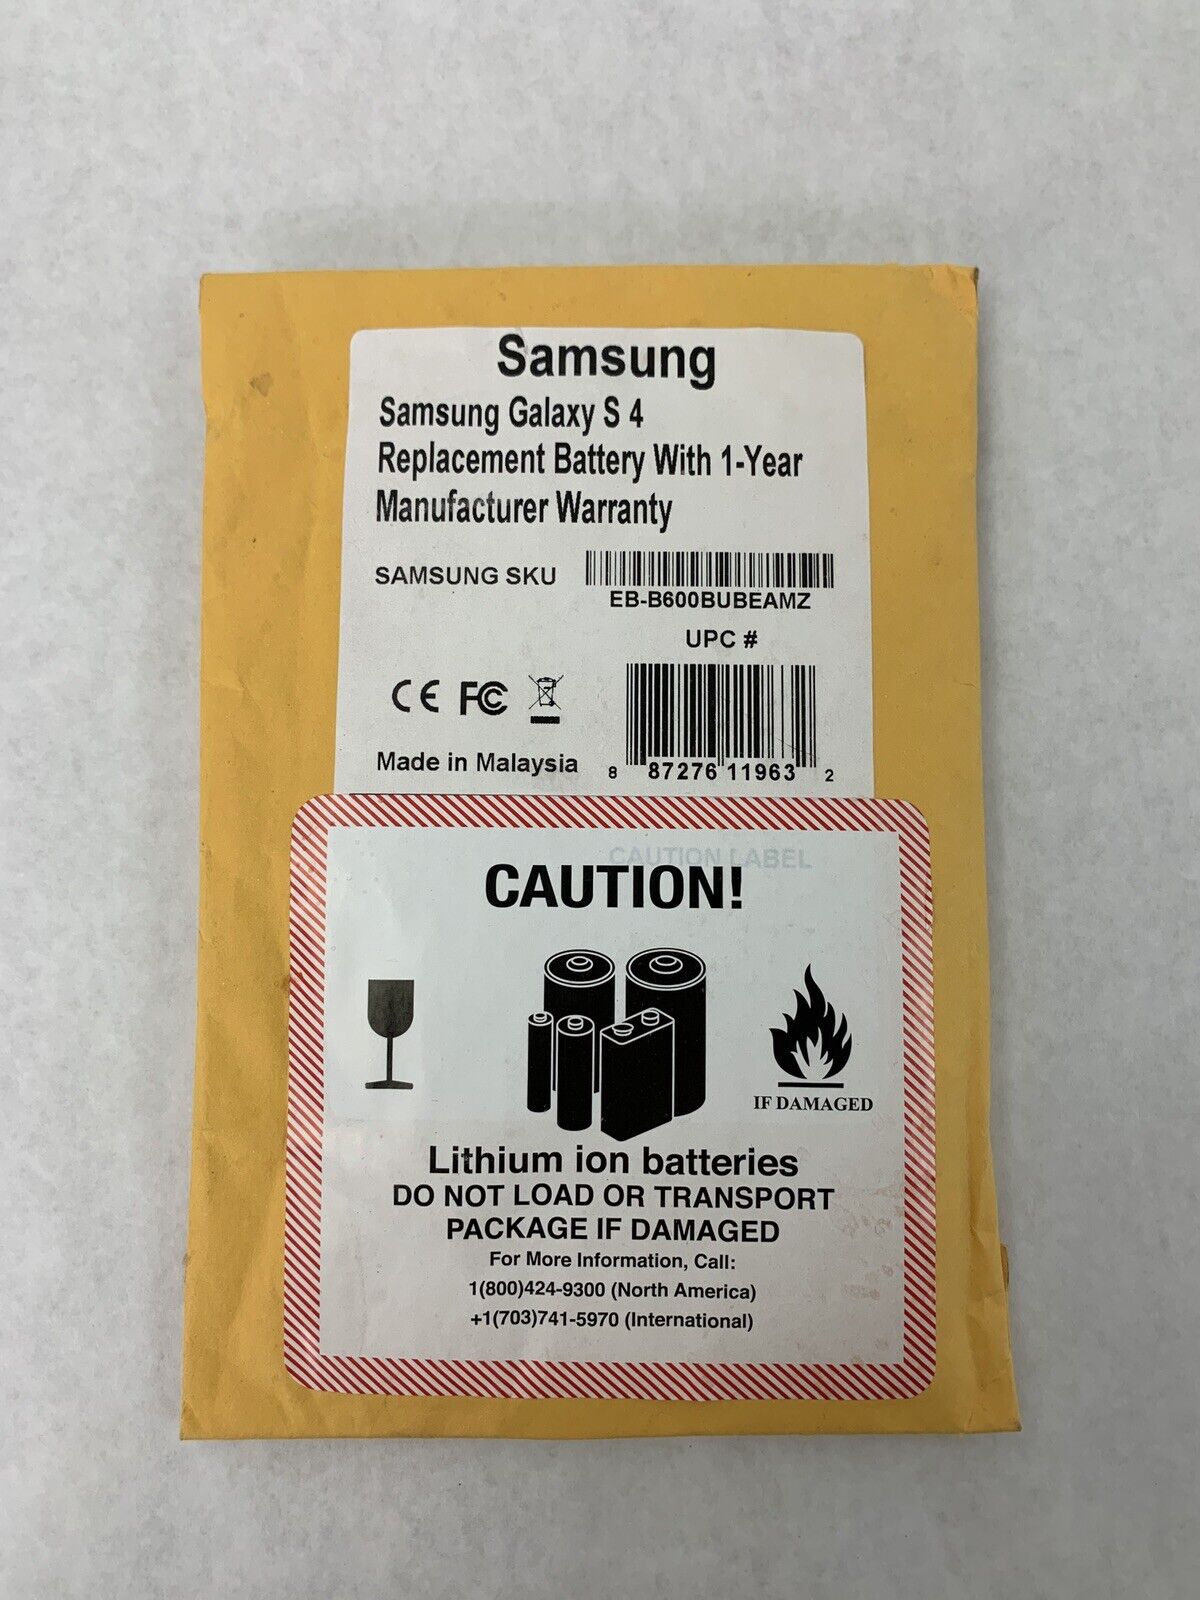 Samsung
Samsung Galaxy S 4
Replacement Battery With 1-Year
Manufacturer Warranty
SAMSUNG SKU
EB-B600BUBEAMZ
UPC #
CE FC
Made in Malaysia
8 87276 11963 2
CAUTION LABEL
CAUTION!
IF DAMAGED
Lithium ion batteries
DO NOT LOAD OR TRANSPORT
PACKAGE IF DAMAGED
For More Information, Call:
1(800)424-9300 (North America)
+1(703)741-5970 (International)